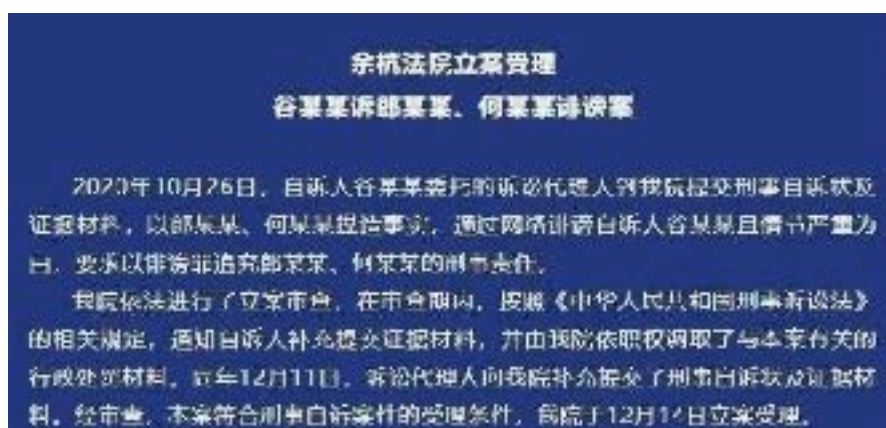 余杭法院立案受理
谷某某诉郎某某、何某某诽谤案
2020年10月26日,自诉人谷某某委托的诉讼代理人到我院提交刑事自诉状及
证据材料,以郎某某、何某某捏造事实,通过网络诽谤自诉人谷某某且情节严重为
由,要求以诽谤罪追究郎某某、何某某的刑事责任。
我院依法进行了立案审查,在审查期内,按照《中华人民共和国刑事诉讼法》
的相关规定,通知自诉人补充提交证据材料,并由我院依职权调取了与本案有关的
行政处罚材料。同年12月11日,诉讼代理人向我院补充提交了刑事自诉状及证据材
料。经审查,本案符合刑事自诉案件的受理条件,我院于12月14日立案受理。